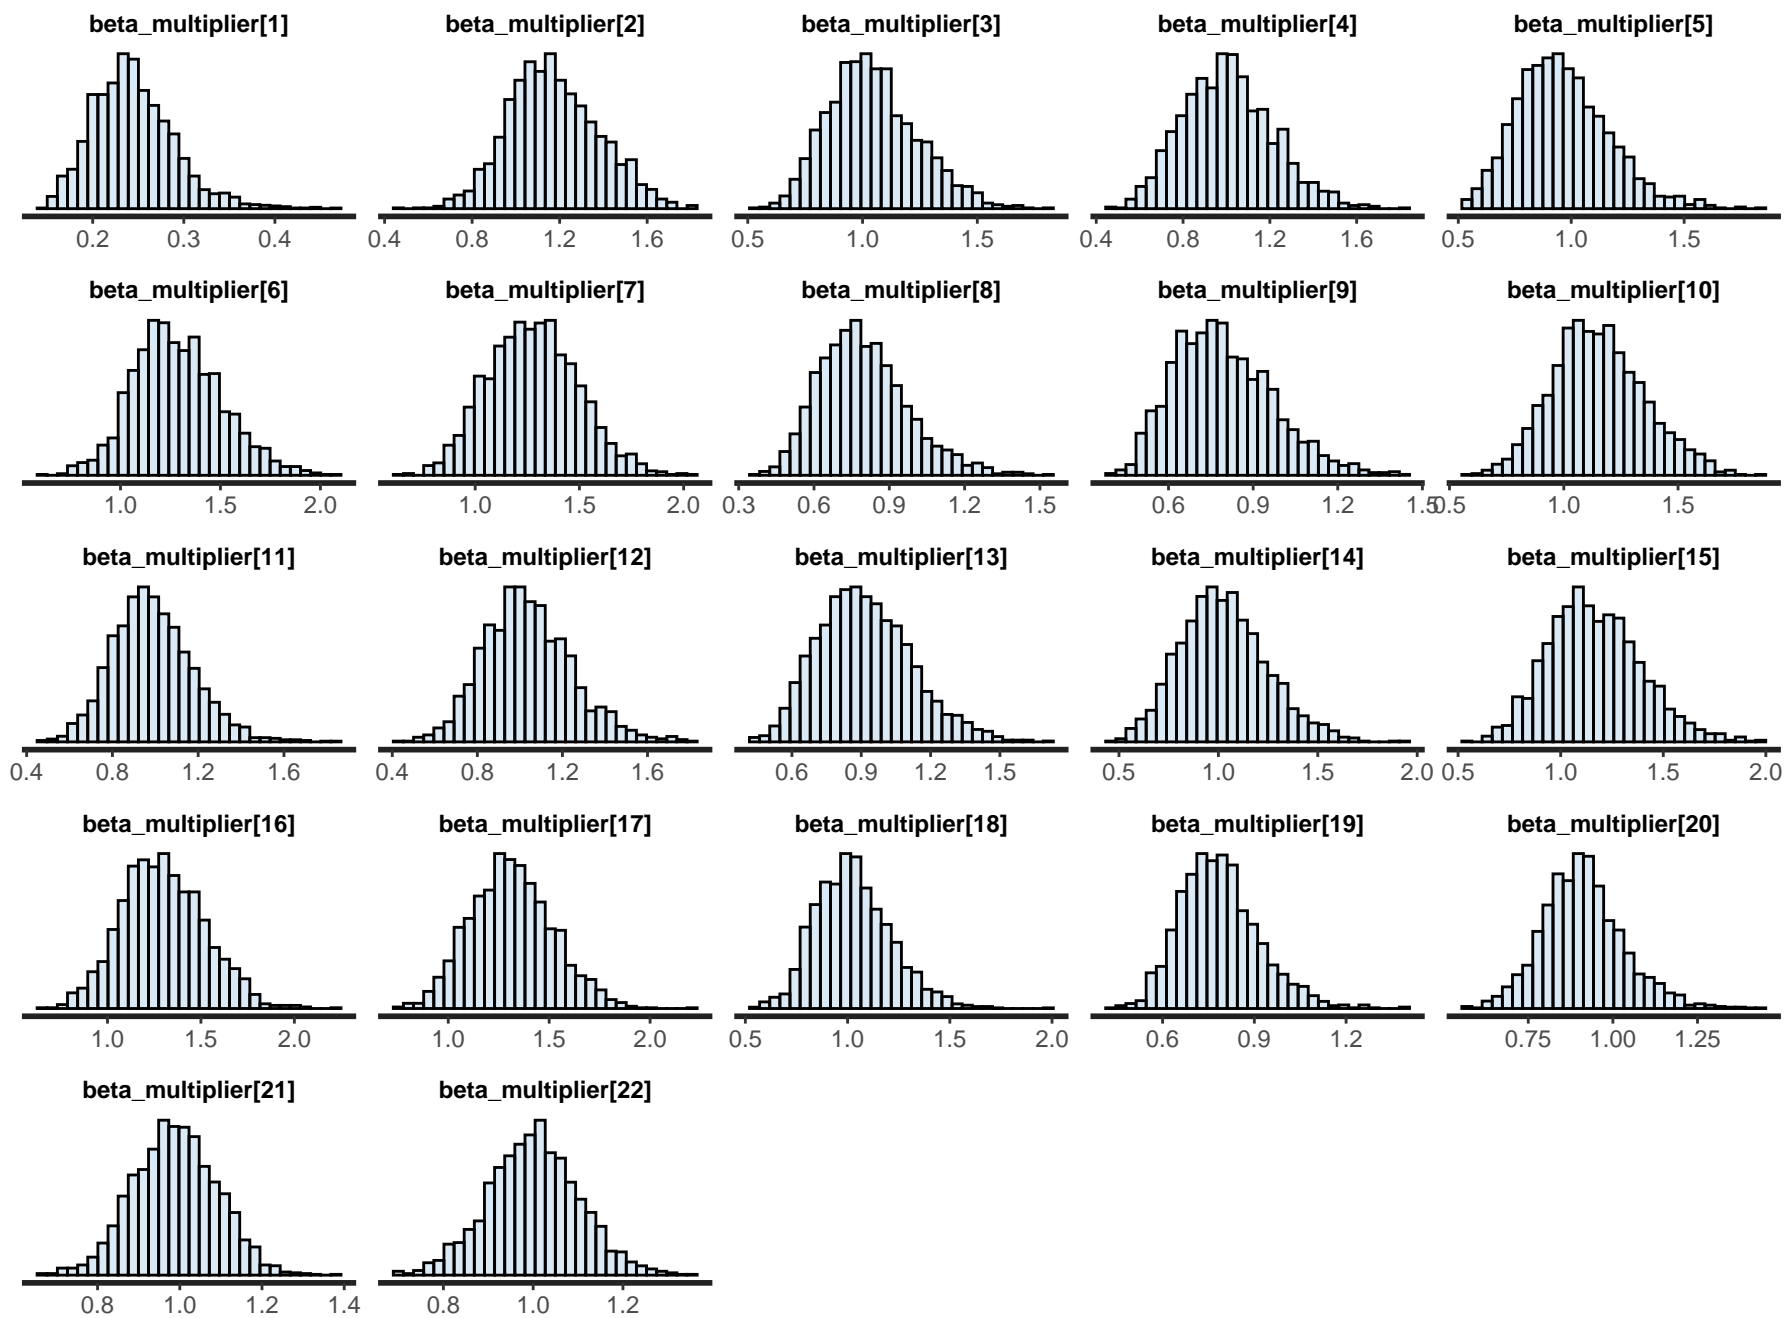 beta_multiplier[1] beta_multiplier[2] beta_multiplier[3] beta_multiplier[4] beta_multiplier[5]
0.2 0.3 0.4 0.4 0.8 1.2 1.6 0.5 1.0 1.5 0.4 0.8 1.2 1.6 0.5 1.0 1.5
beta_multiplier[6] beta_multiplier[7] beta_multiplier[8] beta_multiplier[9] beta_multiplier[10]
1.0 1.5 2.0 1.0 1.5 2.0 0.3 0.6 0.9 1.2 1.5 0.6 0.9 1.2 1.5 0.5 1.0 1.5
beta_multiplier[11] beta_multiplier[12] beta_multiplier[13] beta_multiplier[14] beta_multiplier[15]
0.4 0.8 1.2 1.6 0.4 0.8 1.2 1.6 0.6 0.9 1.2 1.5 0.5 1.0 1.5 2.0 0.5 1.0 1.5 2.0
beta_multiplier[16] beta_multiplier[17] beta_multiplier[18] beta_multiplier[19] beta_multiplier[20]
1.0 1.5 2.0 1.0 1.5 2.0 0.5 1.0 1.5 2.0 0.6 0.9 1.2 0.75 1.00 1.25
beta_multiplier[21] beta_multiplier[22]
0.8 1.0 1.2 1.4 0.8 1.0 1.2